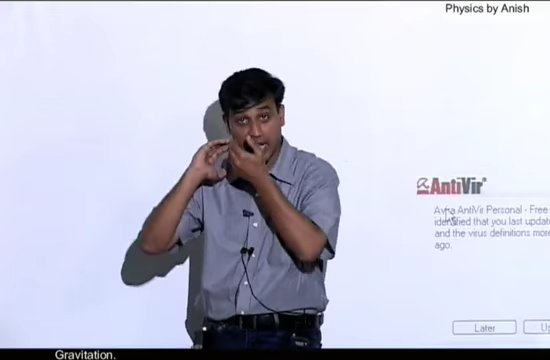 Physics by Anish
AntiVir
Avira AntiVir Personal - Free
identified that you last update
and the virus definitions more
ago.
Later
Gravitation.